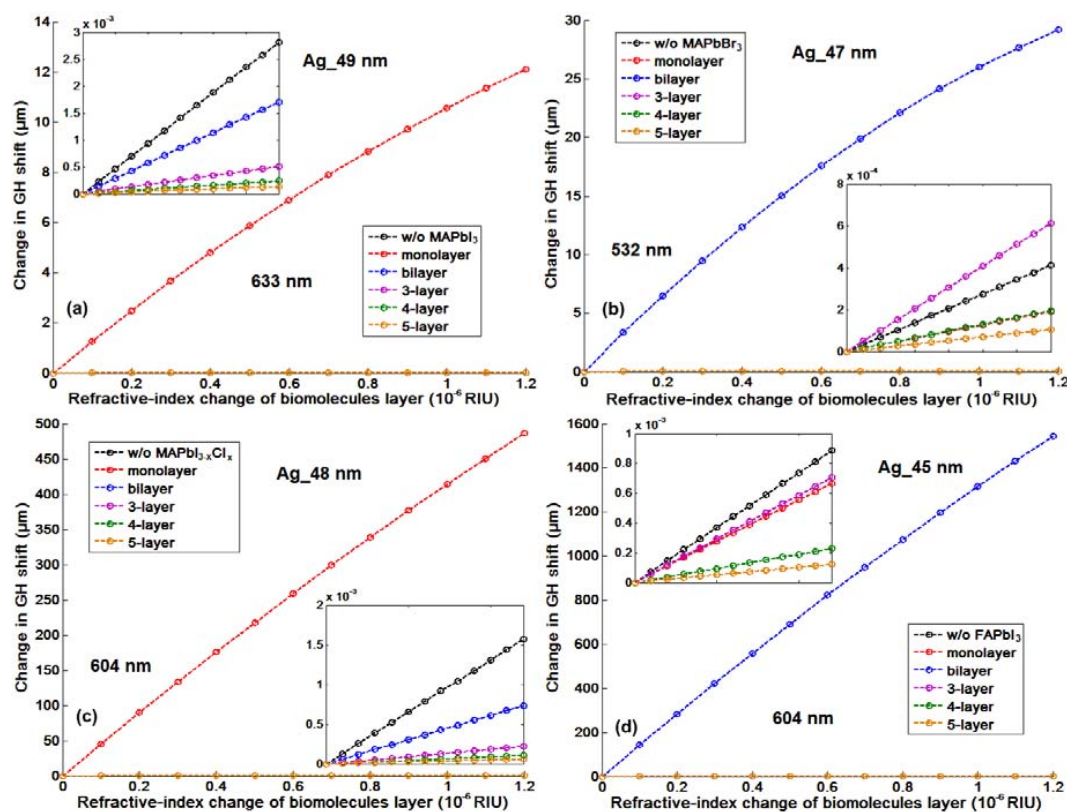 14
12
10
8
6
4
2
0
Change in GH shift (μm)
x 10⁻³
3
2.5
2
1.5
1
0.5
0
Ag_49 nm
633 nm
w/o MAPbI₃
monolayer
bilayer
3-layer
4-layer
5-layer
(a)
0 0.2 0.4 0.6 0.8 1 1.2
Refractive-index change of biomolecules layer (10⁻⁶ RIU)
30
25
20
15
10
5
0
Change in GH shift (μm)
w/o MAPbBr₃
monolayer
bilayer
3-layer
4-layer
5-layer
Ag_47 nm
532 nm
x 10⁻⁴
8
6
4
2
0
(b)
0 0.2 0.4 0.6 0.8 1 1.2
Refractive-index change of biomolecules layer (10⁻⁶ RIU)
500
450
400
350
300
250
200
150
100
50
0
Change in GH shift (μm)
w/o MAPbI₃₋ₓClₓ
monolayer
bilayer
3-layer
4-layer
5-layer
Ag_48 nm
604 nm
x 10⁻³
2
1.5
1
0.5
0
(c)
0 0.2 0.4 0.6 0.8 1 1.2
Refractive-index change of biomolecules layer (10⁻⁶ RIU)
1600
1400
1200
1000
800
600
400
200
0
Change in GH shift (μm)
x 10⁻³
1
0.8
0.6
0.4
0.2
0
Ag_45 nm
w/o FAPbI₃
monolayer
bilayer
3-layer
4-layer
5-layer
604 nm
(d)
0 0.2 0.4 0.6 0.8 1 1.2
Refractive-index change of biomolecules layer (10⁻⁶ RIU)